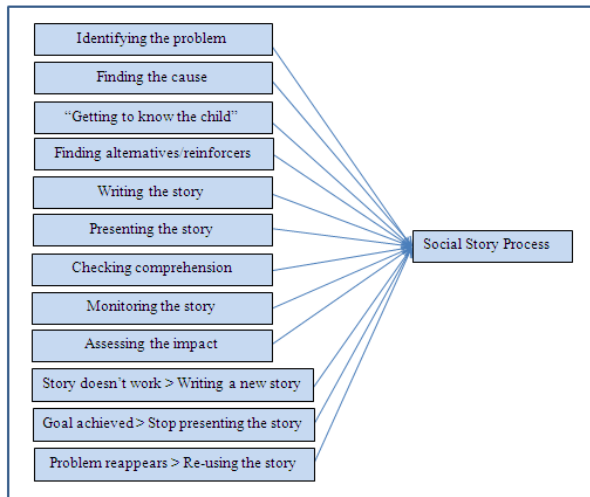 Identifying the problem
Finding the cause
“Getting to know the child”
Finding alternatives/reinforcers
Writing the story
Presenting the story
Social Story Process
Checking comprehension
Monitoring the story
Assessing the impact
Story doesn’t work > Writing a new story
Goal achieved > Stop presenting the story
Problem reappears > Re-using the story